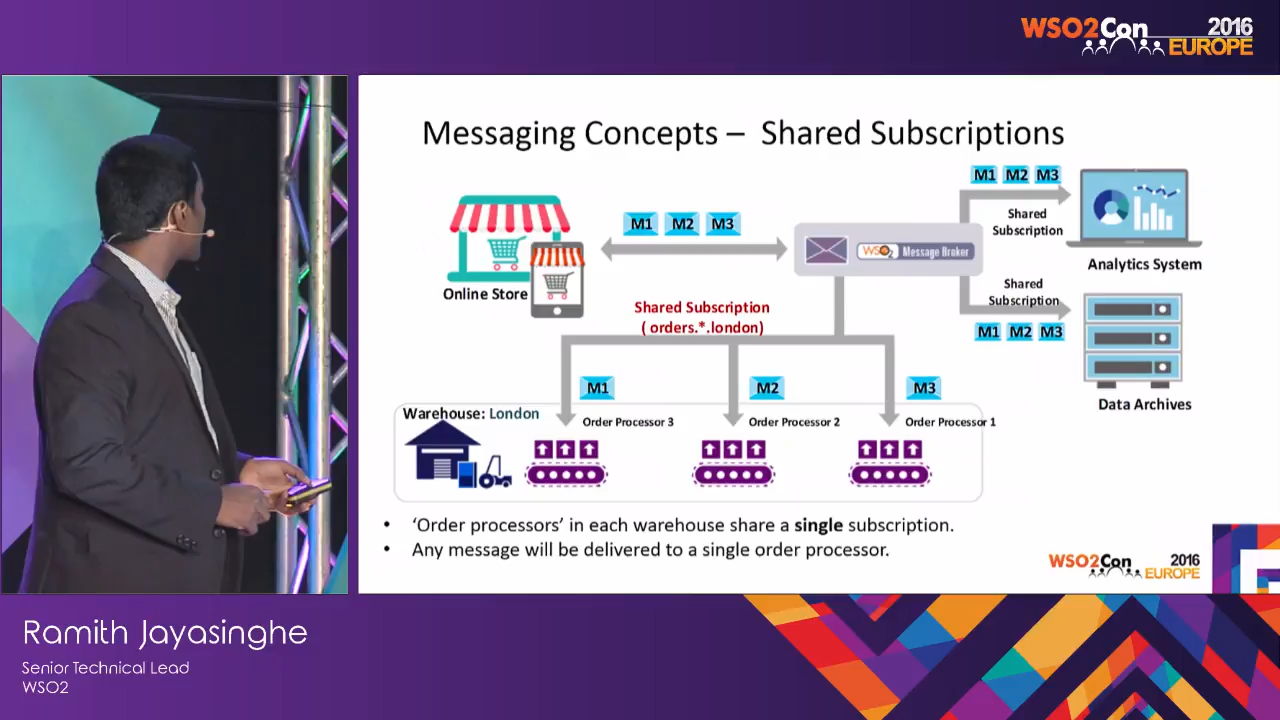 WSO2Con 2016
EUROPE
Messaging Concepts – Shared Subscriptions
M1 M2 M3
M1 M2 M3
Shared
Subscription
WSO2 Message Broker
Online Store
Analytics System
Shared
Subscription
Shared Subscription
( orders.*.london)
M1 M2 M3
M1 M2 M3
Data Archives
Warehouse: London
Order Processor 3
Order Processor 2
Order Processor 1
• ‘Order processors’ in each warehouse share a single subscription.
• Any message will be delivered to a single order processor.
WSO2Con 2016
EUROPE
Ramith Jayasinghe
Senior Technical Lead
WSO2